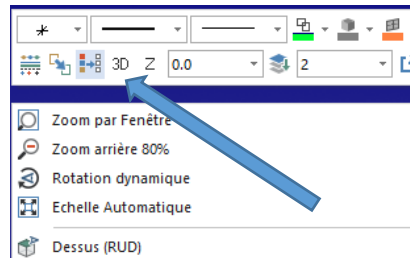 3D Z 0.0 2
Zoom par Fenêtre
Zoom arrière 80%
Rotation dynamique
Echelle Automatique
Dessus (RUD)